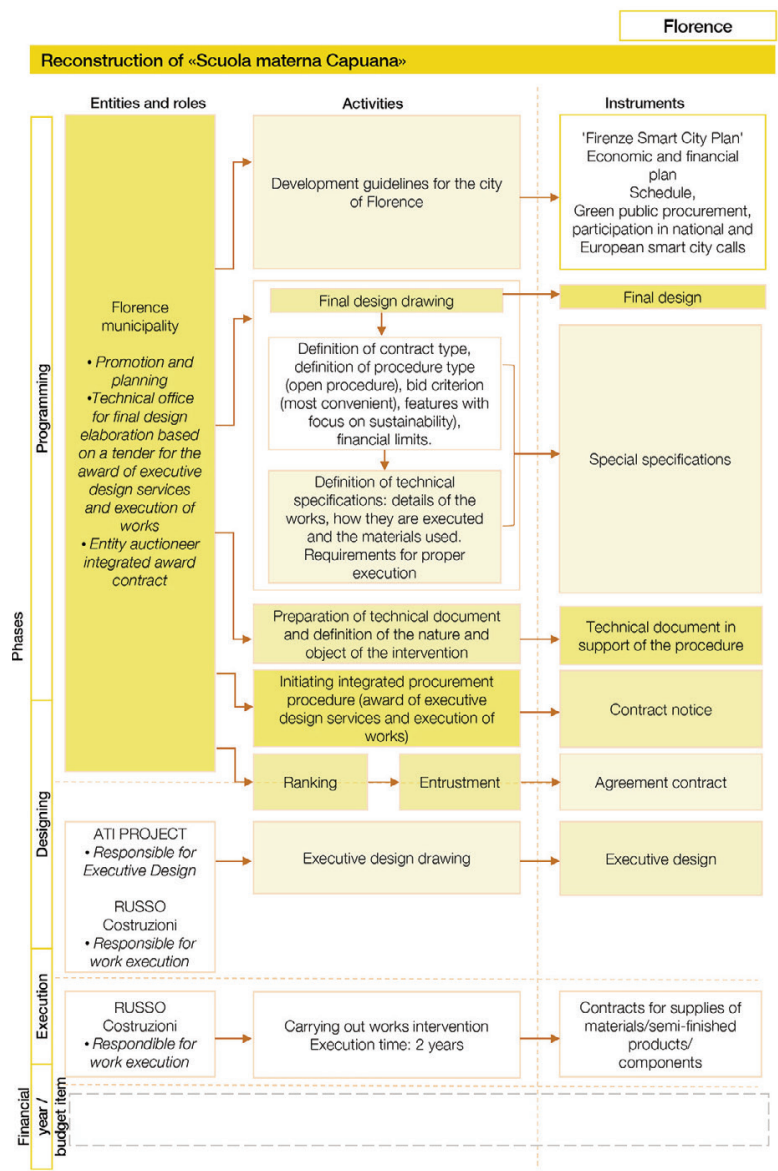 Florence
Reconstruction of «Scuola materna Capuana»
Entities and roles
Activities
Instruments
Phases
Programming
Florence
municipality
• Promotion and
planning
•Technical office
for final design
elaboration based
on a tender for the
award of executive
design services
and execution of
works
• Entity auctioneer
integrated award
contract
Development guidelines for the city
of Florence
'Firenze Smart City Plan'
Economic and financial
plan
Schedule,
Green public procurement,
participation in national and
European smart city calls
Final design drawing
Final design
Definition of contract type,
definition of procedure type
(open procedure), bid criterion
(most convenient), features with
focus on sustainability),
financial limits.
Definition of technical
specifications: details of the
works, how they are executed
and the materials used.
Requirements for proper
execution
Special specifications
Preparation of technical document
and definition of the nature and
object of the intervention
Technical document in
support of the procedure
Initiating integrated procurement
procedure (award of executive
design services and execution of
works)
Contract notice
Designing
Ranking
Entrustment
Agreement contract
ATI PROJECT
• Responsible for
Executive Design
RUSSO
Costruzioni
• Responsible for
work execution
Executive design drawing
Executive design
Execution
RUSSO
Costruzioni
• Respondible for
work execution
Carrying out works intervention
Execution time: 2 years
Contracts for supplies of
materials/semi-finished
products/
components
Financial
year /
budget item